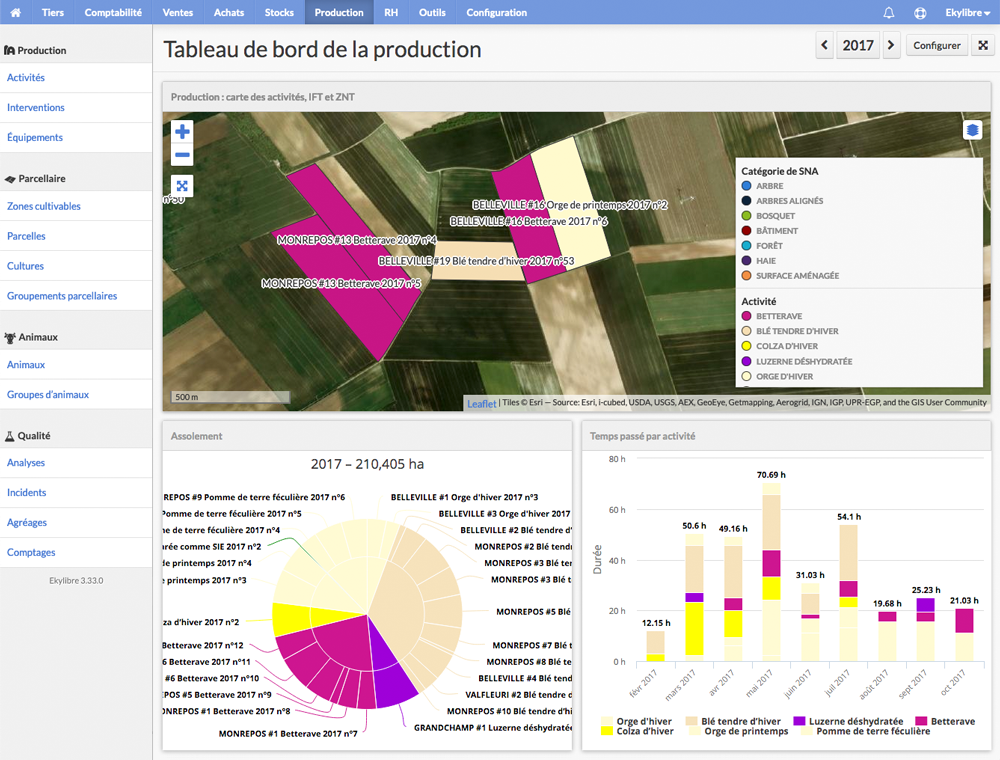 Tiers Comptabilité Ventes Achats Stocks Production RH Outils Configuration Ekylibre
Production
Activités
Interventions
Équipements
Parcellaire
Zones cultivables
Parcelles
Cultures
Groupements parcellaires
Animaux
Animaux
Groupes d'animaux
Qualité
Analyses
Incidents
Agréages
Comptages
Ekylibre 3.33.0
Tableau de bord de la production
2017 Configurer
Production : carte des activités, IFT et ZNT
n°50
BELLEVILLE #16 Orge de printemps 2017 n°2
BELLEVILLE #16 Betterave 2017 n°6
MONREPOS #13 Betterave 2017 n°4
BELLEVILLE #19 Blé tendre d'hiver 2017 n°53
MONREPOS #13 Betterave 2017 n°5
500 m
Catégorie de SNA
ARBRE
ARBRES ALIGNÉS
BOSQUET
BÂTIMENT
FORÊT
HAIE
SURFACE AMÉNAGÉE
Activité
BETTERAVE
BLÉ TENDRE D'HIVER
COLZA D'HIVER
LUZERNE DÉSHYDRATÉE
ORGE D'HIVER
Leaflet | Tiles © Esri — Source: Esri, i-cubed, USDA, USGS, AEX, GeoEye, Getmapping, Aerogrid, IGN, IGP, UPR-EGP, and the GIS User Community
Assolement
2017 – 210,405 ha
REPOS #9 Pomme de terre féculière 2017 n°6
Pomme de terre féculière 2017 n°5
me de terre féculière 2017 n°4
rée comme SIE 2017 n°2
de printemps 2017 n°4
e printemps 2017 n°3
lza d'hiver 2017 n°2
Betterave 2017 n°12
6 Betterave 2017 n°11
#6 Betterave 2017 n°10
POS #5 Betterave 2017 n°9
ONREPOS #1 Betterave 2017 n°8
MONREPOS #1 Betterave 2017 n°7
BELLEVILLE #1 Orge d'hiver 2017 n°3
BELLEVILLE #3 Orge d'hiver 2017
BELLEVILLE #2 Blé tendre d'
MONREPOS #2 Blé tend
MONREPOS #3 Blé t
MONREPOS #3 Blé t
MONREPOS #5 Blé
MONREPOS #7 Blé t
MONREPOS #8 Blé te
BELLEVILLE #4 Blé tend
VALFLEURI #2 Blé tendre d
MONREPOS #10 Blé tendre d'hi
GRANDCHAMP #1 Luzerne déshydratée
Temps passé par activité
Durée
80 h
60 h
40 h
20 h
0 h
12.15 h
50.6 h
49.16 h
70.69 h
31.03 h
54.1 h
19.68 h
25.23 h
21.03 h
févr 2017
mars 2017
avr 2017
mai 2017
juin 2017
juil 2017
août 2017
sept 2017
oct 2017
Orge d'hiver Blé tendre d'hiver Luzerne déshydratée Betterave
Colza d'hiver Orge de printemps Pomme de terre féculière